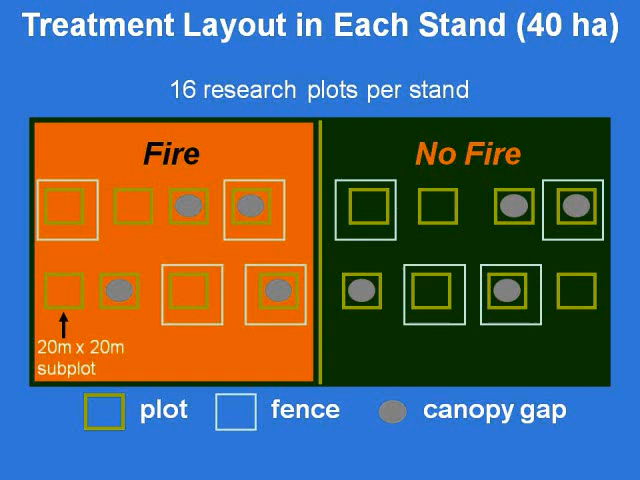 Treatment Layout in Each Stand (40 ha)
16 research plots per stand
Fire
No Fire
20m x 20m
subplot
plot
fence
canopy gap